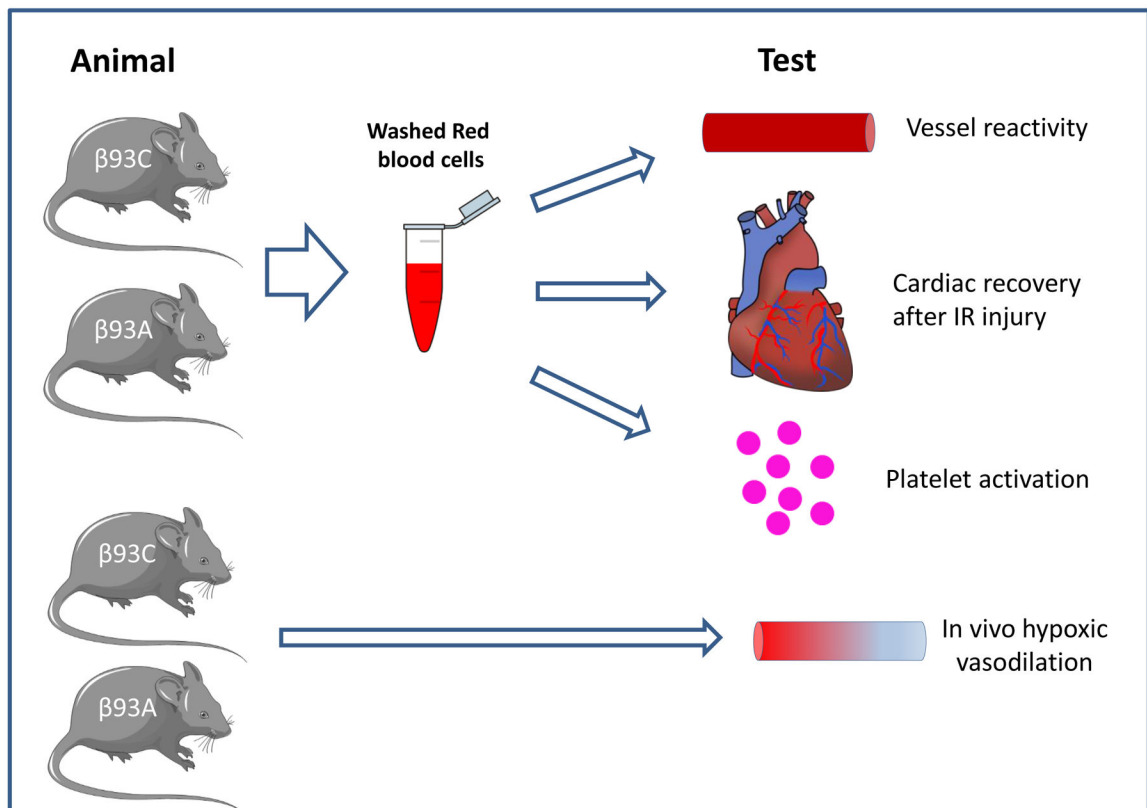 Animal
Test
β93C
β93A
Washed Red
blood cells
Vessel reactivity
Cardiac recovery
after IR injury
Platelet activation
β93C
β93A
In vivo hypoxic
vasodilation